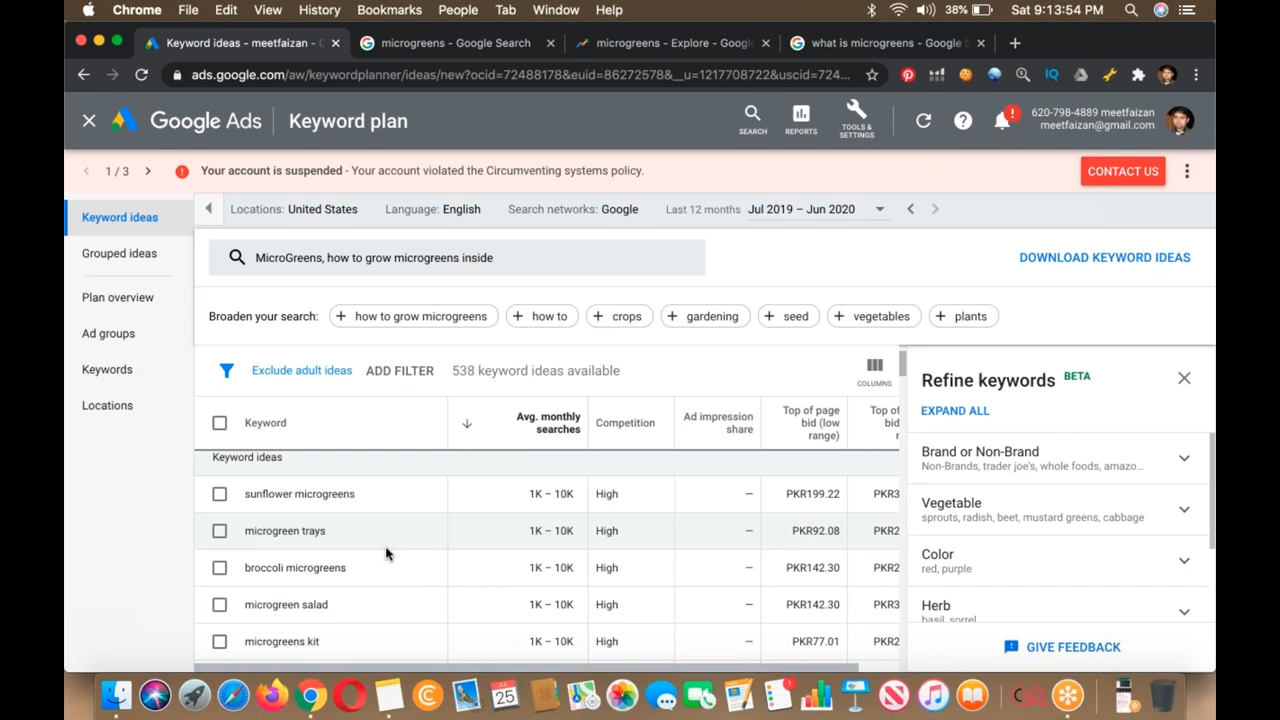 Chrome File Edit View History Bookmarks People Tab Window Help 38% Sat 9:13:54 PM
Keyword ideas - meetfaizan - microgreens - Google Search microgreens - Explore - Goog what is microgreens - Google
ads.google.com/aw/keywordplanner/ideas/new?ocid=72488178&euid=86272578&__u=1217708722&uscid=724...
Google Ads Keyword plan SEARCH REPORTS TOOLS & SETTINGS 620-798-4889 meetfaizan
meetfaizan@gmail.com
1 / 3 Your account is suspended - Your account violated the Circumventing systems policy. CONTACT US
Keyword ideas Locations: United States Language: English Search networks: Google Last 12 months Jul 2019 – Jun 2020
Grouped ideas MicroGreens, how to grow microgreens inside DOWNLOAD KEYWORD IDEAS
Plan overview
Ad groups
Keywords
Locations
Broaden your search: + how to grow microgreens + how to + crops + gardening + seed + vegetables + plants
Exclude adult ideas ADD FILTER 538 keyword ideas available COLUMNS
Keyword Avg. monthly searches Competition Ad impression share Top of page bid (low range) Top of bid
Keyword ideas
sunflower microgreens 1K – 10K High – PKR199.22 PKR3
microgreen trays 1K – 10K High – PKR92.08 PKR2
broccoli microgreens 1K – 10K High – PKR142.30 PKR2
microgreen salad 1K – 10K High – PKR142.30 PKR3
microgreens kit 1K – 10K High – PKR77.01 PKR2
Refine keywords BETA
EXPAND ALL
Brand or Non-Brand
Non-Brands, trader joe's, whole foods, amazo...
Vegetable
sprouts, radish, beet, mustard greens, cabbage
Color
red, purple
Herb
basil, sorrel
GIVE FEEDBACK